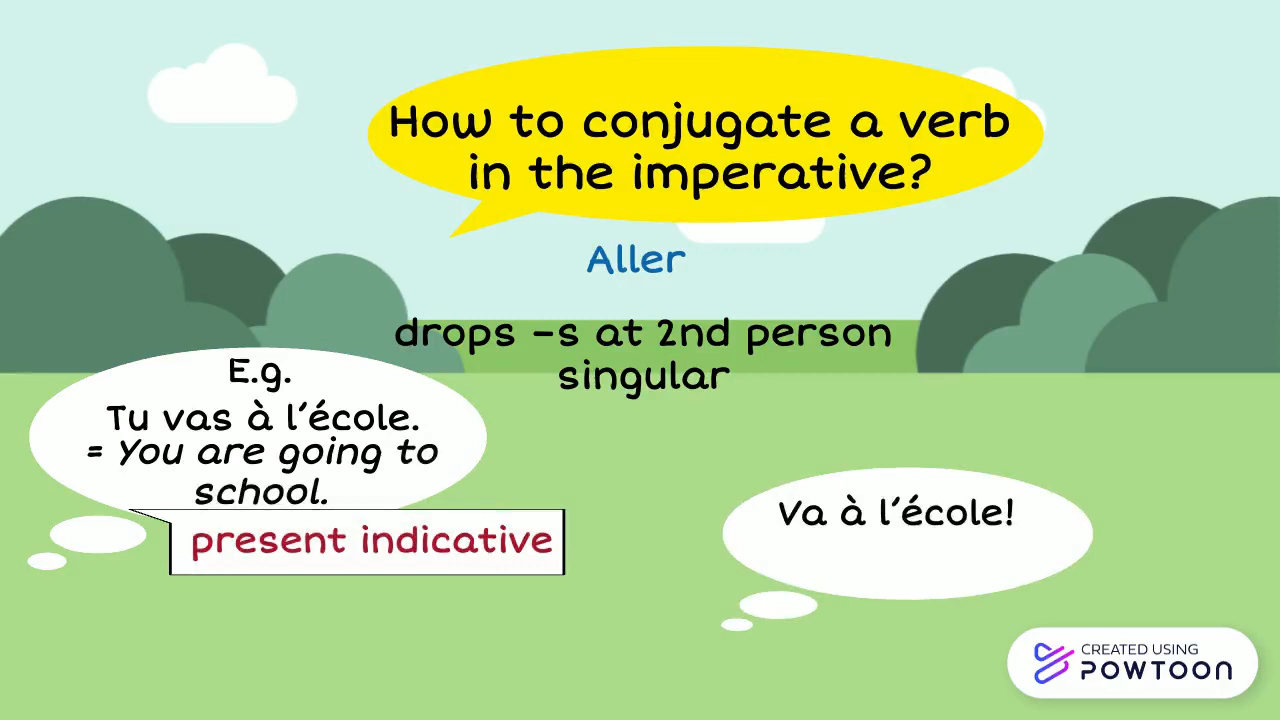 How to conjugate a verb
in the imperative?
Aller
drops –s at 2nd person
singular
E.g.
Tu vas à l'école.
= You are going to
school.
present indicative
Va à l'école!
CREATED USING
POWTOON